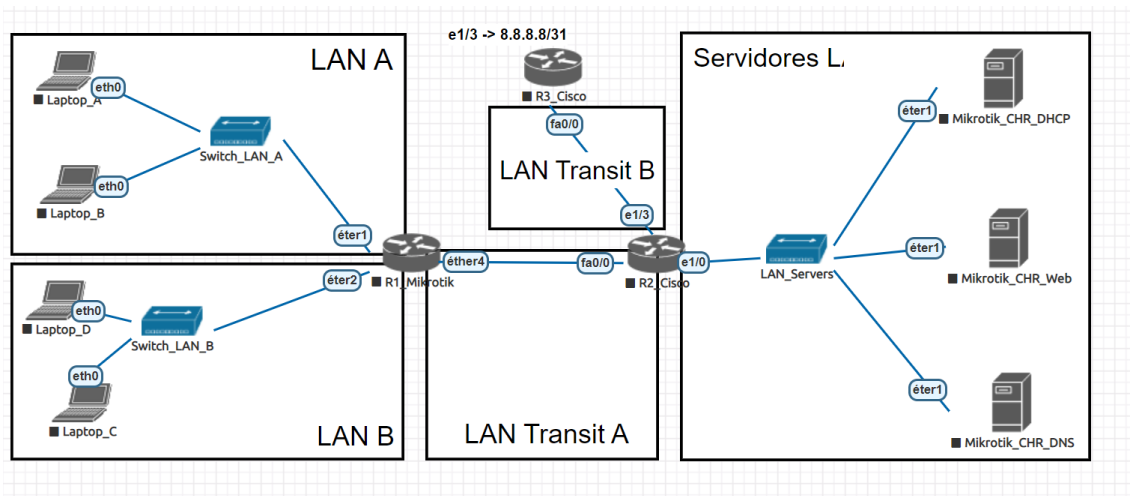 e1/3 -> 8.8.8.8/31
LAN A
Servidores L
eth0
Laptop_A
Switch_LAN_A
eth0
Laptop_B
éter1
R3_Cisco
fa0/0
LAN Transit B
e1/3
éter1
Mikrotik_CHR_DHCP
éter1
Mikrotik_CHR_Web
LAN_Servers
éter1
Mikrotik_CHR_DNS
éter2
R1_Mikrotik
éther4
fa0/0
R2_Cisco
e1/0
eth0
Laptop_D
Switch_LAN_B
eth0
Laptop_C
LAN B
LAN Transit A